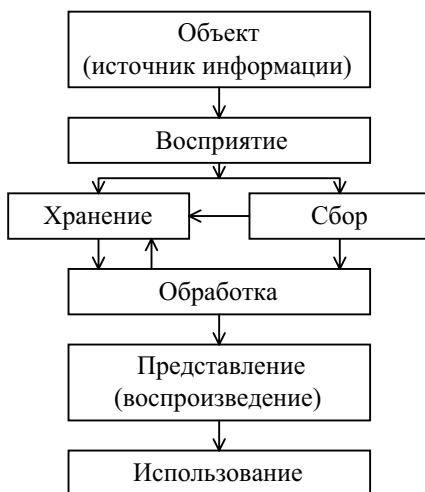 Объект
(источник информации)
Восприятие
Хранение
Сбор
Обработка
Представление
(воспроизведение)
Использование